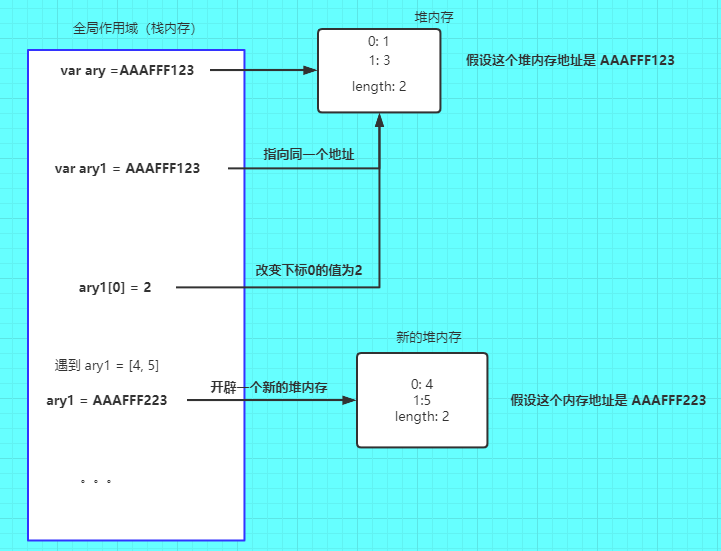 全局作用域（栈内存）
堆内存
var ary =AAAFFF123
0: 1
1: 3
length: 2
假设这个堆内存地址是 AAAFFF123
指向同一个地址
var ary1 = AAAFFF123
改变下标0的值为2
ary1[0] = 2
新的堆内存
遇到 ary1 = [4, 5]
开辟一个新的堆内存
ary1 = AAAFFF223
0: 4
1:5
length: 2
假设这个内存地址是 AAAFFF223
。。。